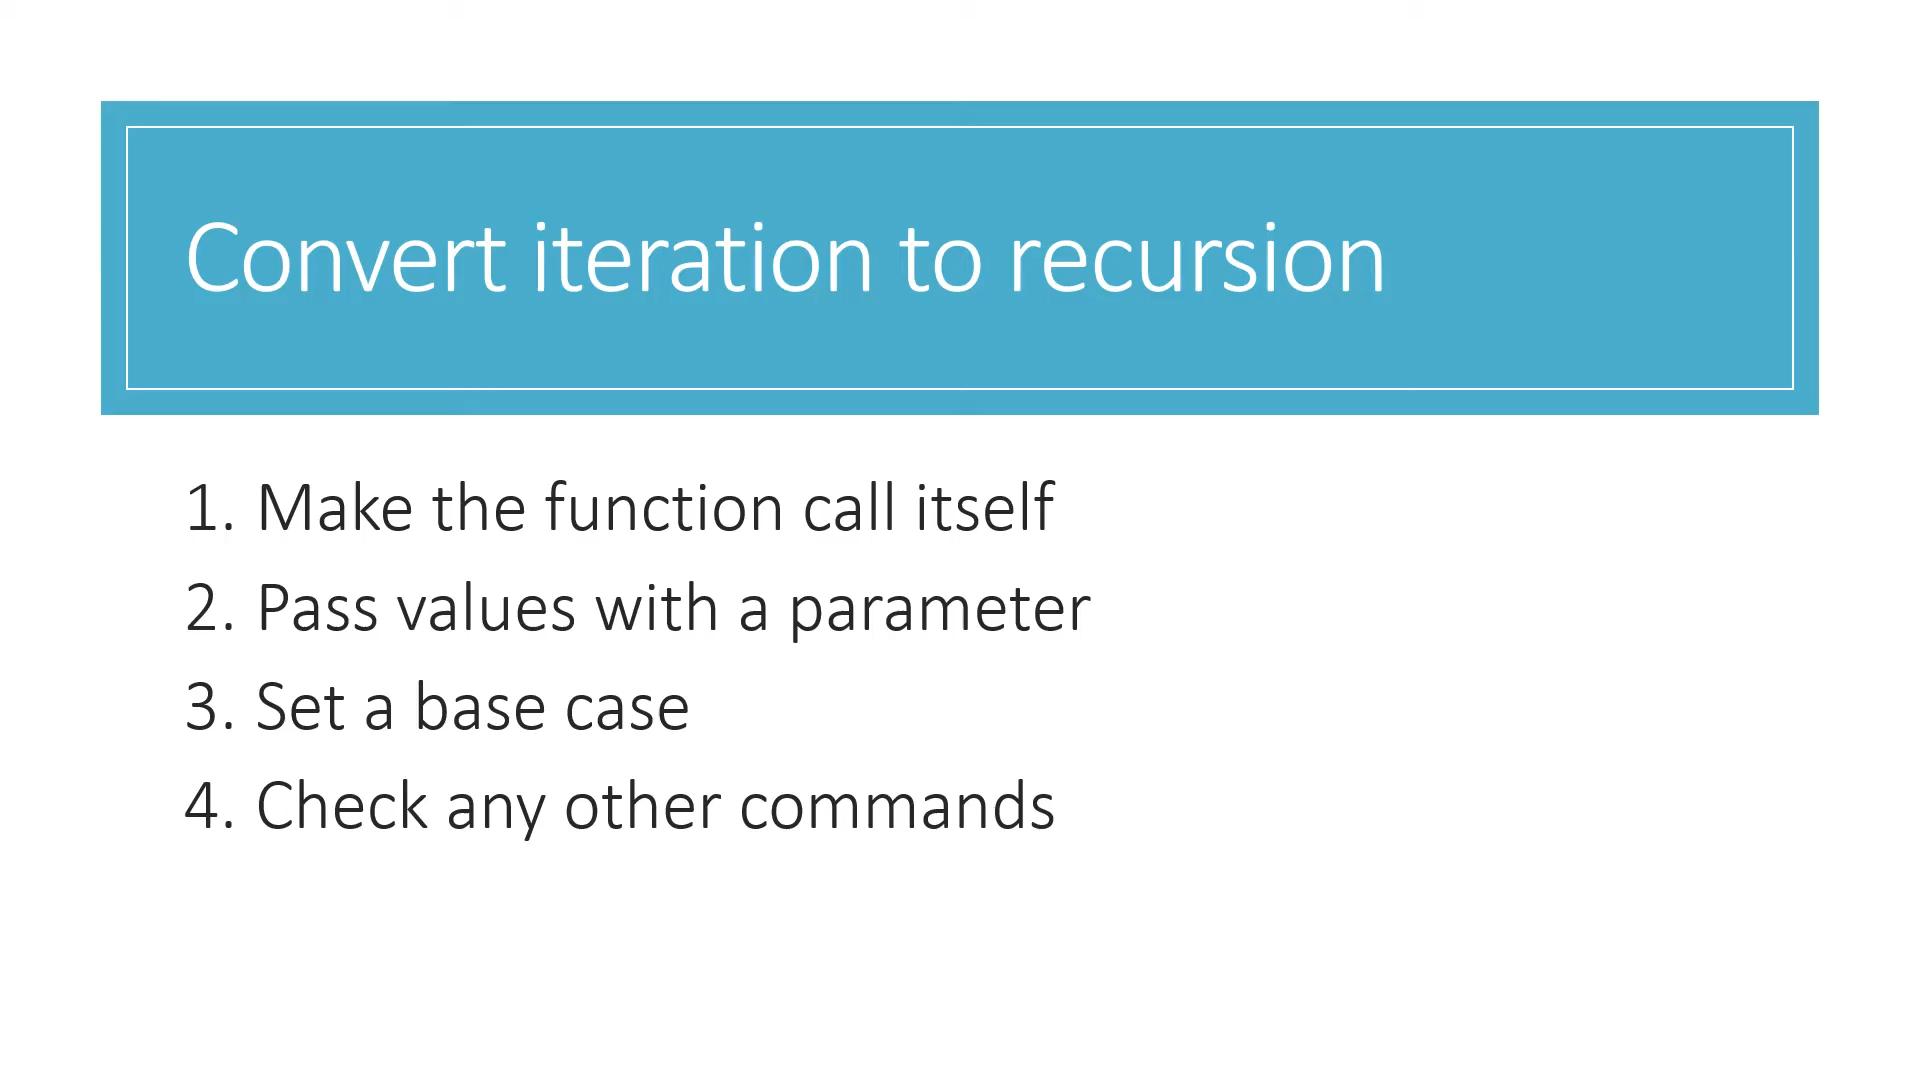 Convert iteration to recursion
1. Make the function call itself
2. Pass values with a parameter
3. Set a base case
4. Check any other commands